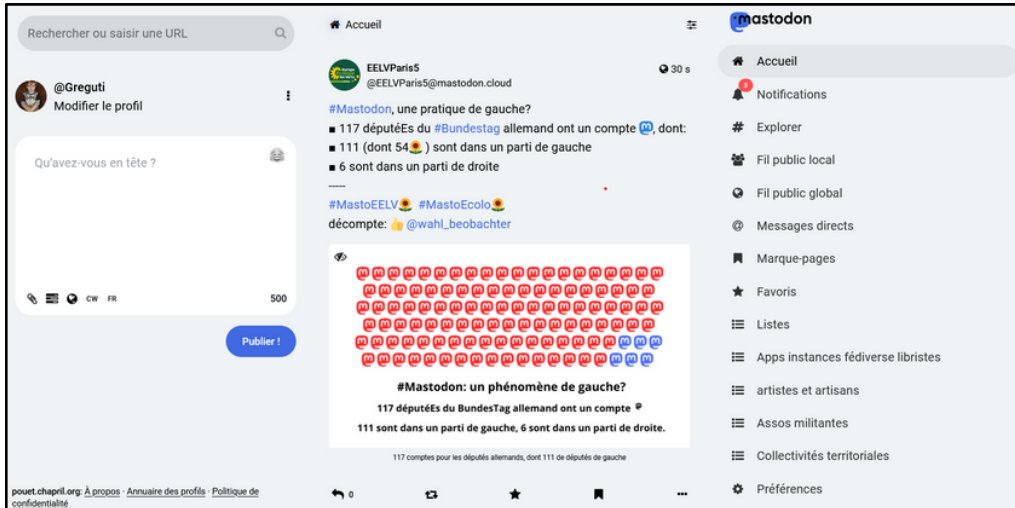 Rechercher ou saisir une URL
@Greguti
Modifier le profil
Qu'avez-vous en tête ?
CW FR
500
Publier !
pouet.chapril.org: À propos · Annuaire des profils · Politique de
confidentialité
Accueil
EELVParis5
@EELVParis5@mastodon.cloud
30 s
#Mastodon, une pratique de gauche?
▪ 117 députéEs du #Bundestag allemand ont un compte , dont:
▪ 111 (dont 54🌻 ) sont dans un parti de gauche
▪ 6 sont dans un parti de droite
-----
#MastoEELV🌻 #MastoEcolo🌻
décompte: 👍 @wahl_beobachter
#Mastodon: un phénomène de gauche?
117 députéEs du BundesTag allemand ont un compte
111 sont dans un parti de gauche, 6 sont dans un parti de droite.
117 comptes pour les députés allemands, dont 111 de députés de gauche
0
mastodon
Accueil
3
Notifications
Explorer
Fil public local
Fil public global
Messages directs
Marque-pages
Favoris
Listes
Apps instances fédiverse libristes
artistes et artisans
Assos militantes
Collectivités territoriales
Préférences